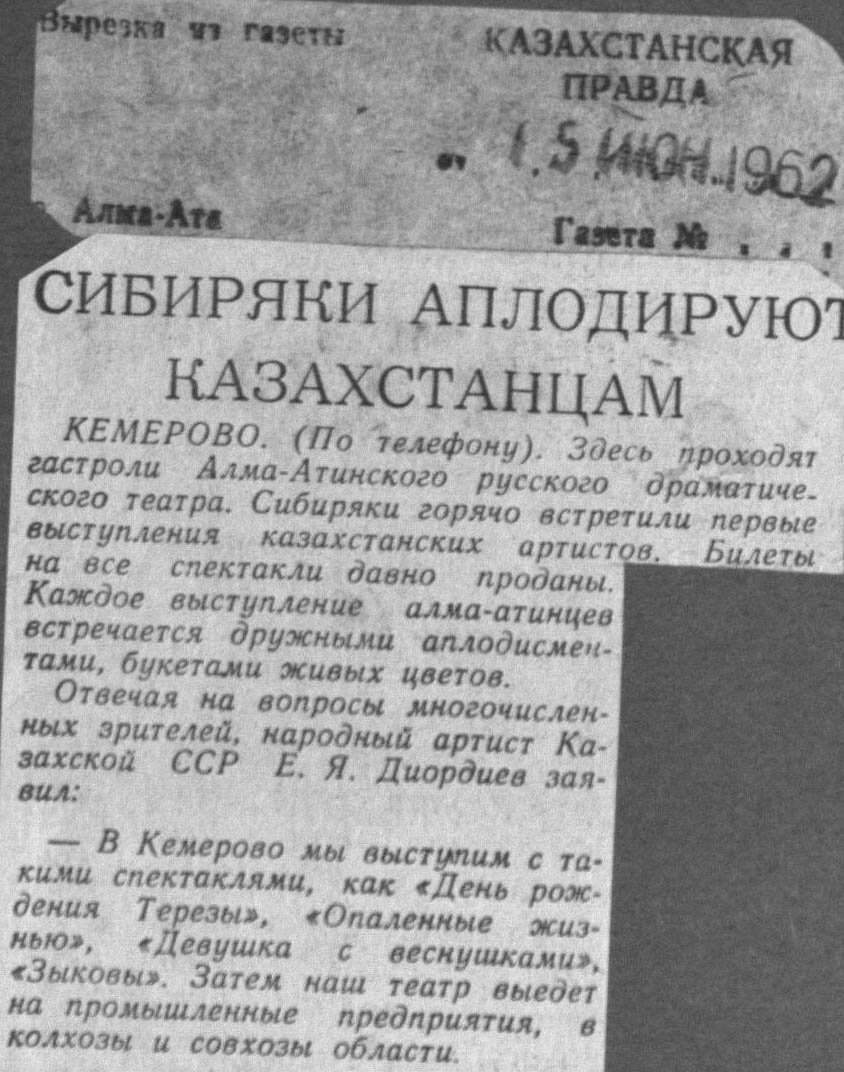 Вырезка из газеты
КАЗАХСТАНСКАЯ
ПРАВДА
от 15 ИЮН. 1962
Алма-Ата
Газета № . . .
СИБИРЯКИ АПЛОДИРУЮТ
КАЗАХСТАНЦАМ
КЕМЕРОВО. (По телефону). Здесь проходят
гастроли Алма-Атинского русского драматиче-
ского театра. Сибиряки горячо встретили первые
выступления казахстанских артистов. Билеты
на все спектакли давно проданы.
Каждое выступление алма-атинцев
встречается дружными аплодисмен-
тами, букетами живых цветов.
Отвечая на вопросы многочислен-
ных зрителей, народный артист Ка-
захской ССР Е. Я. Диордиев зая-
вил:
— В Кемерово мы выступим с та-
кими спектаклями, как «День рож-
дения Терезы», «Опаленные жиз-
нью», «Девушка с веснушками»,
«Зыковы». Затем наш театр выедет
на промышленные предприятия, в
колхозы и совхозы области.